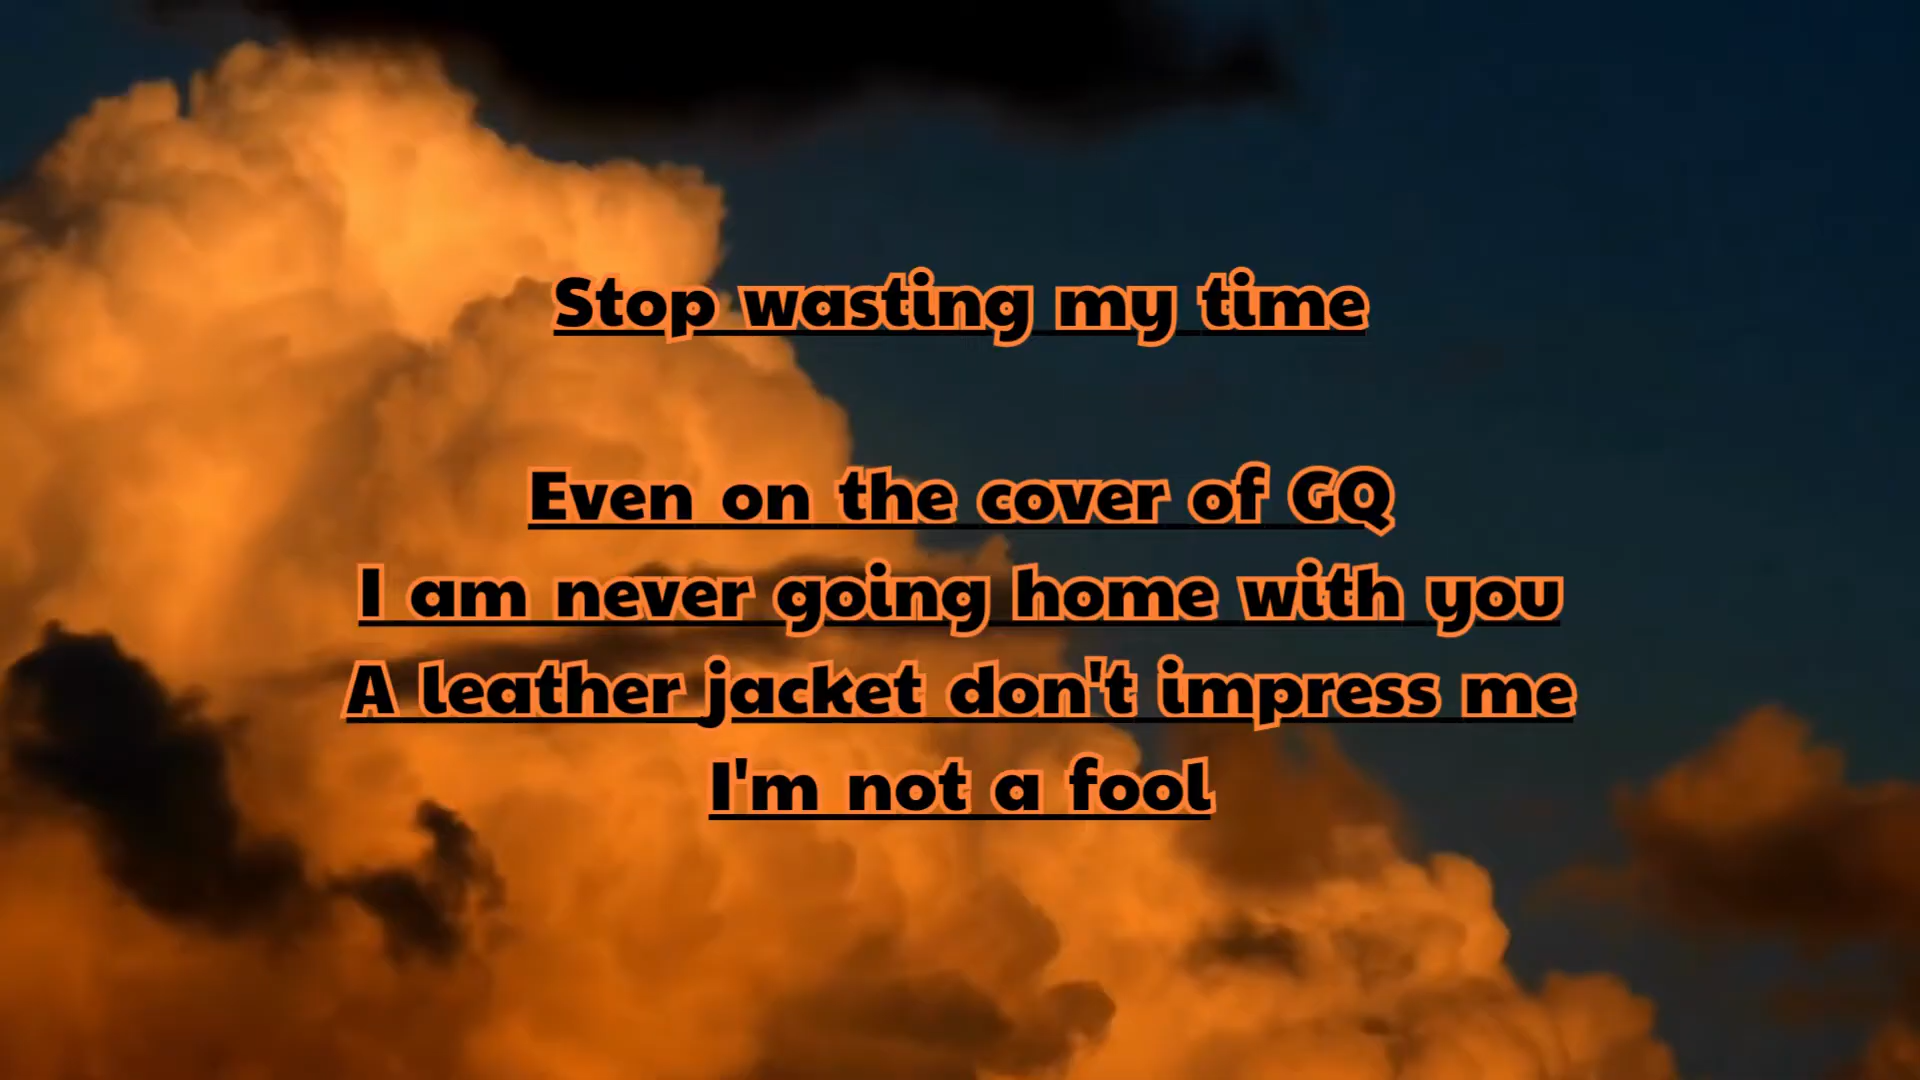 Stop wasting my time
Even on the cover of GQ
I am never going home with you
A leather jacket don't impress me
I'm not a fool